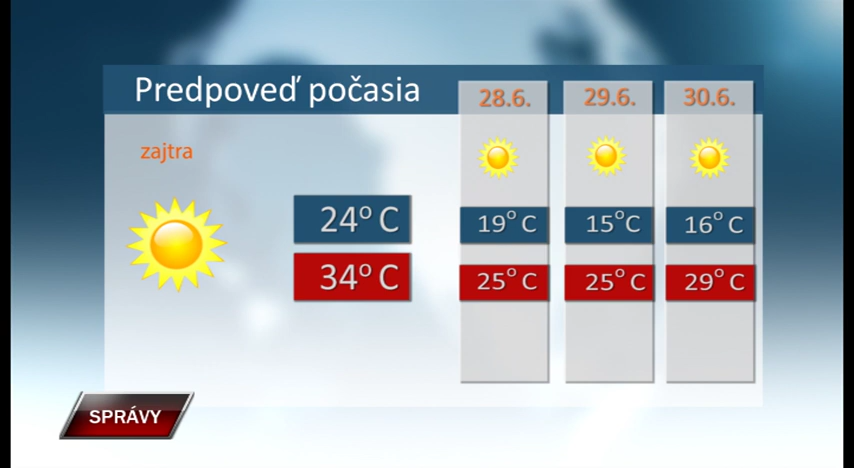 Predpoveď počasia
zajtra
24° C
34° C
28.6.
19° C
25° C
29.6.
15°C
25° C
30.6.
16° C
29° C
SPRÁVY